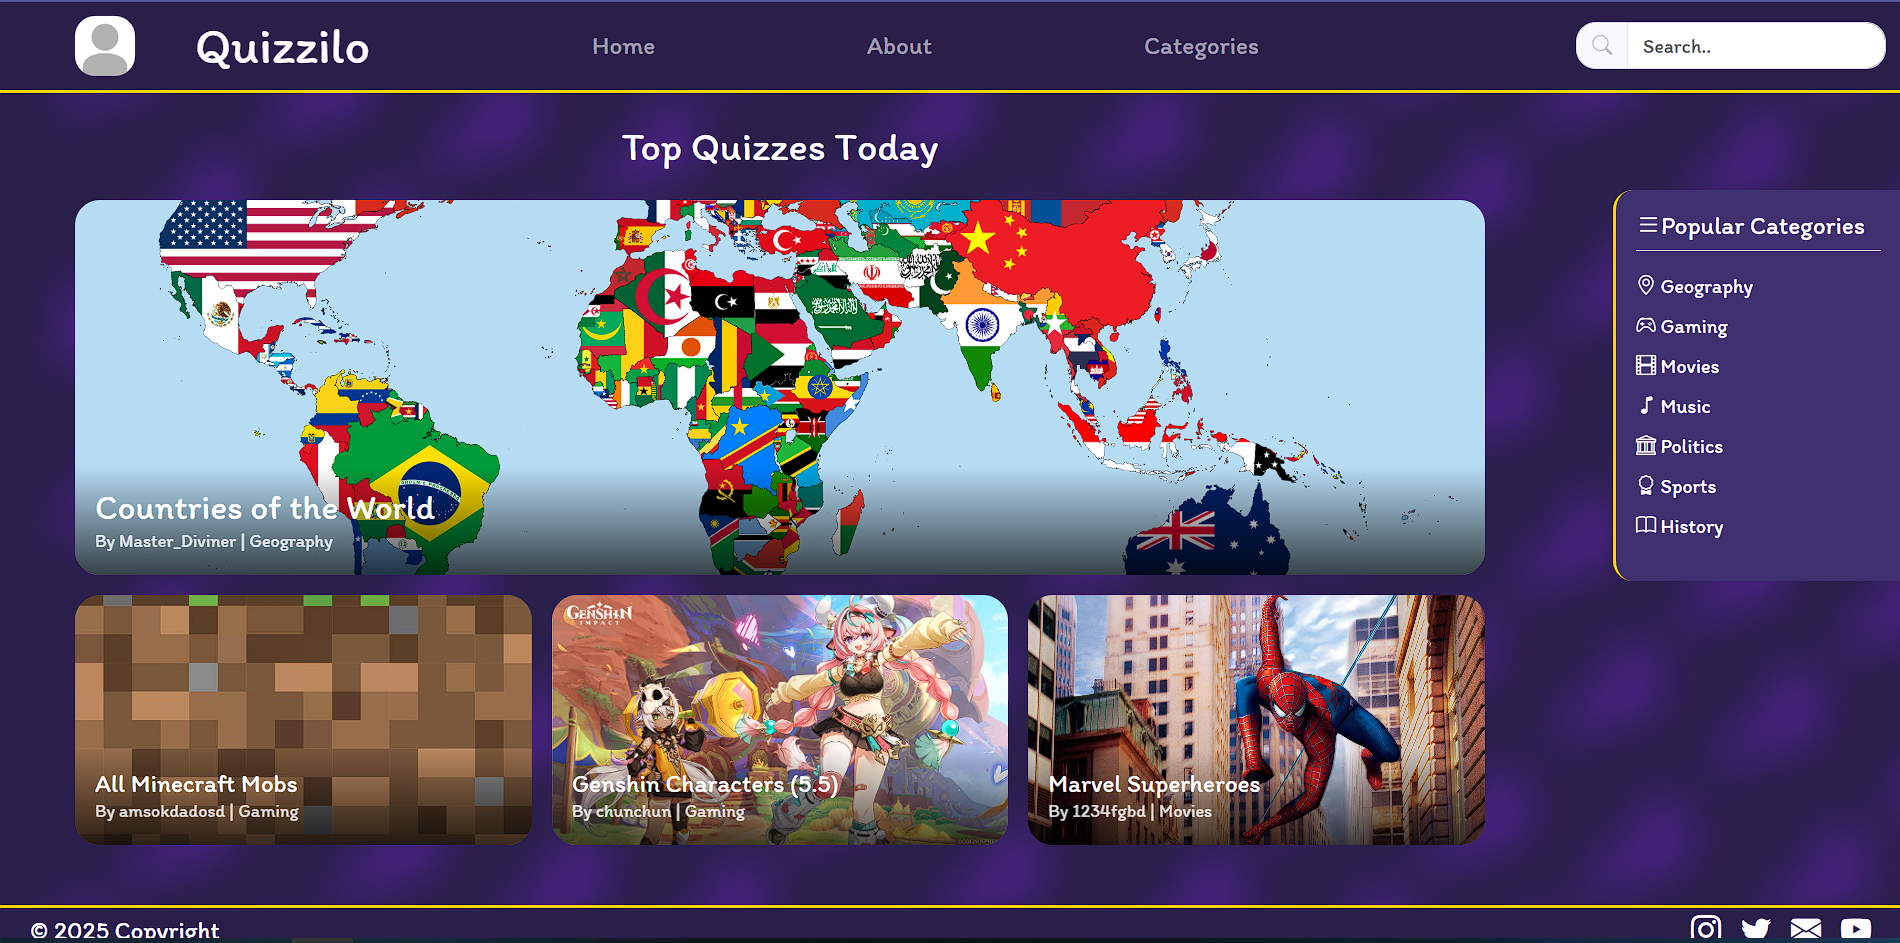 Quizzilo
Home
About
Categories
Search..
Top Quizzes Today
Countries of the World
By Master_Diviner | Geography
All Minecraft Mobs
By amsokdadosd | Gaming
GENSHIN
IMPACT
Genshin Characters (5.5)
By chunchun | Gaming
Marvel Superheroes
By 1234fgbd | Movies
Popular Categories
Geography
Gaming
Movies
Music
Politics
Sports
History
© 2025 Copyright